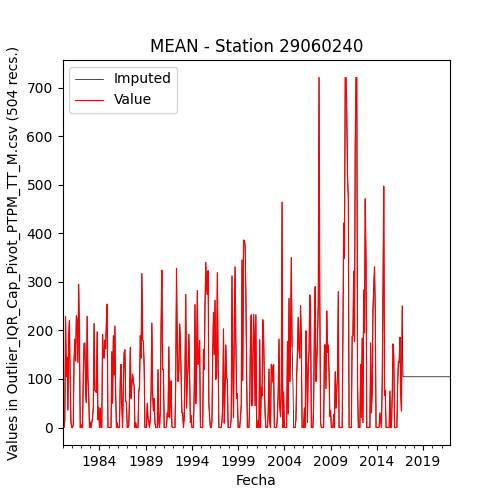 MEAN - Station 29060240
Imputed
Value
Values in Outlier_IQR_Cap_Pivot_PTPM_TT_M.csv (504 recs.)
700
600
500
400
300
200
100
0
1984 1989 1994 1999 2004 2009 2014 2019
Fecha